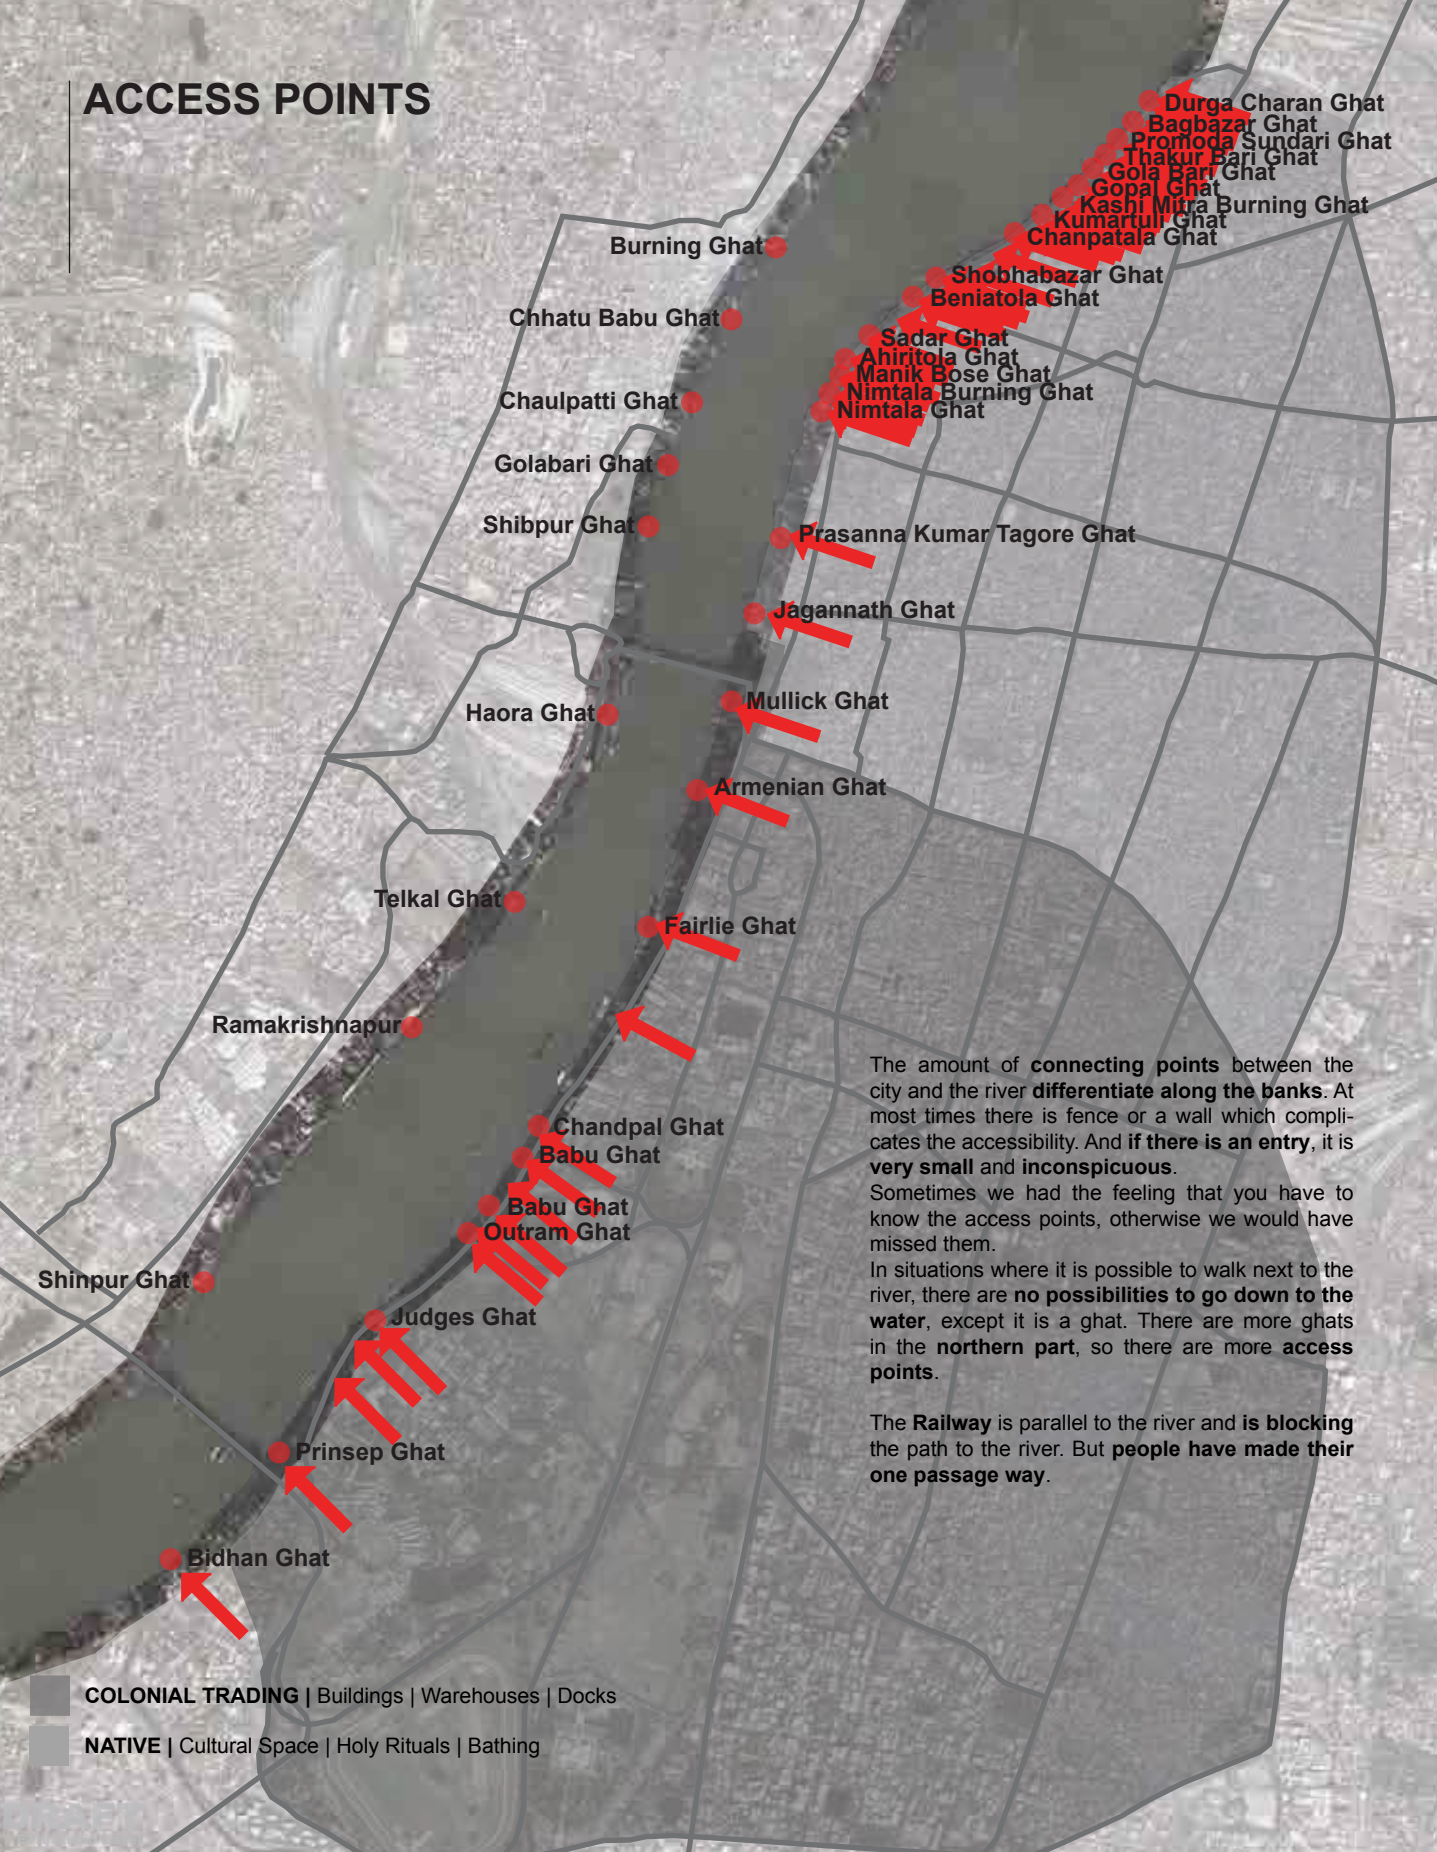 ACCESS POINTS
Durga Charan Ghat
Bagbazar Ghat
Promoda Sundari Ghat
Thakur Bari Ghat
Gola Bari Ghat
Gopal Ghat
Kashi Mitra Burning Ghat
Kumartuli Ghat
Chanpatala Ghat
Burning Ghat
Shobhabazar Ghat
Beniatola Ghat
Chhatu Babu Ghat
Sadar Ghat
Ahiritola Ghat
Manik Bose Ghat
Nimtala Burning Ghat
Chaulpatti Ghat
Nimtala Ghat
Golabari Ghat
Shibpur Ghat
Prasanna Kumar Tagore Ghat
Jagannath Ghat
Mullick Ghat
Haora Ghat
Armenian Ghat
Telkal Ghat
Fairlie Ghat
Ramakrishnapur
Chandpal Ghat
Babu Ghat
Babu Ghat
Outram Ghat
Shinpur Ghat
Judges Ghat
Prinsep Ghat
Bidhan Ghat
The amount of connecting points between the
city and the river differentiate along the banks. At
most times there is fence or a wall which compli-
cates the accessibility. And if there is an entry, it is
very small and inconspicuous.
Sometimes we had the feeling that you have to
know the access points, otherwise we would have
missed them.
In situations where it is possible to walk next to the
river, there are no possibilities to go down to the
water, except it is a ghat. There are more ghats
in the northern part, so there are more access
points.
The Railway is parallel to the river and is blocking
the path to the river. But people have made their
one passage way.
COLONIAL TRADING | Buildings | Warehouses | Docks
NATIVE | Cultural Space | Holy Rituals | Bathing